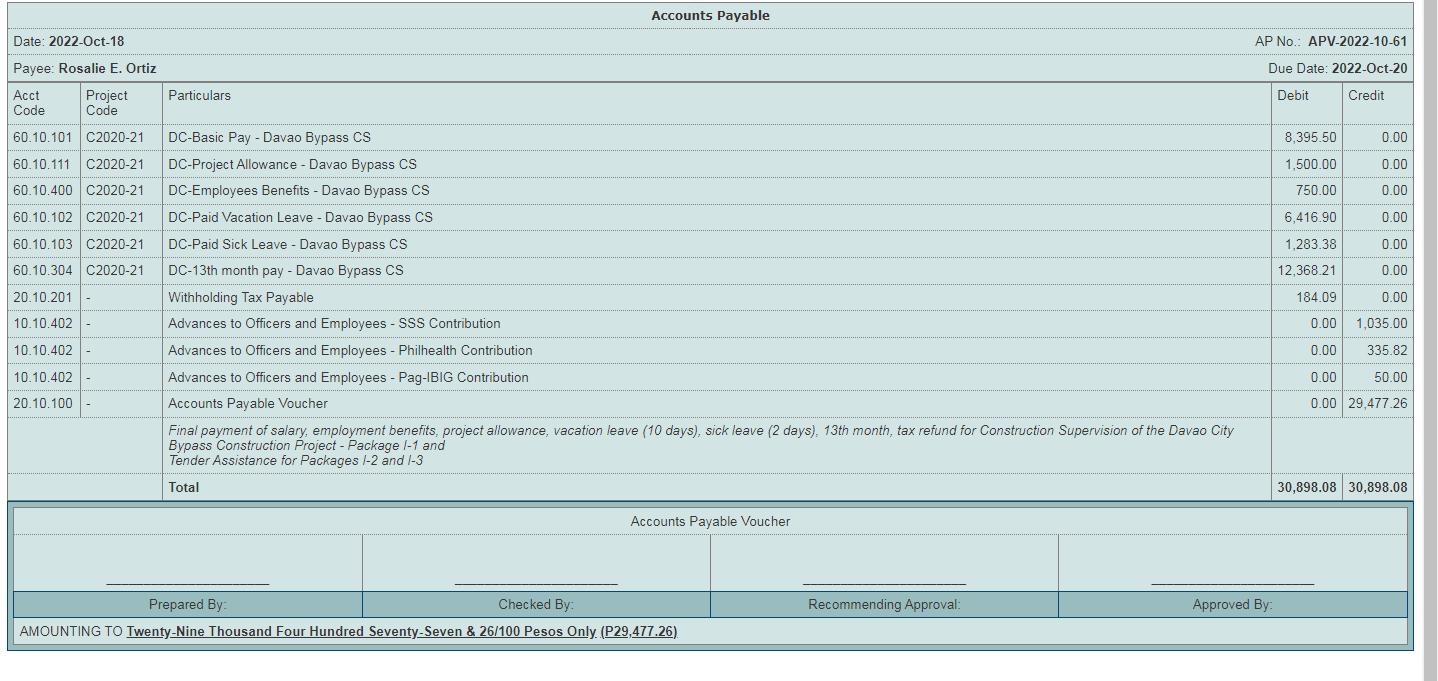 Accounts Payable
Date: 2022-Oct-18 AP No.: APV-2022-10-61
Payee: Rosalie E. Ortiz Due Date: 2022-Oct-20
Acct Code Project Code Particulars Debit Credit
60.10.101 C2020-21 DC-Basic Pay - Davao Bypass CS 8,395.50 0.00
60.10.111 C2020-21 DC-Project Allowance - Davao Bypass CS 1,500.00 0.00
60.10.400 C2020-21 DC-Employees Benefits - Davao Bypass CS 750.00 0.00
60.10.102 C2020-21 DC-Paid Vacation Leave - Davao Bypass CS 6,416.90 0.00
60.10.103 C2020-21 DC-Paid Sick Leave - Davao Bypass CS 1,283.38 0.00
60.10.304 C2020-21 DC-13th month pay - Davao Bypass CS 12,368.21 0.00
20.10.201 - Withholding Tax Payable 184.09 0.00
10.10.402 - Advances to Officers and Employees - SSS Contribution 0.00 1,035.00
10.10.402 - Advances to Officers and Employees - Philhealth Contribution 0.00 335.82
10.10.402 - Advances to Officers and Employees - Pag-IBIG Contribution 0.00 50.00
20.10.100 - Accounts Payable Voucher 0.00 29,477.26
Final payment of salary, employment benefits, project allowance, vacation leave (10 days), sick leave (2 days), 13th month, tax refund for Construction Supervision of the Davao City
Bypass Construction Project - Package I-1 and
Tender Assistance for Packages I-2 and I-3
Total 30,898.08 30,898.08
Accounts Payable Voucher
Prepared By: Checked By: Recommending Approval: Approved By:
AMOUNTING TO Twenty-Nine Thousand Four Hundred Seventy-Seven & 26/100 Pesos Only (P29,477.26)